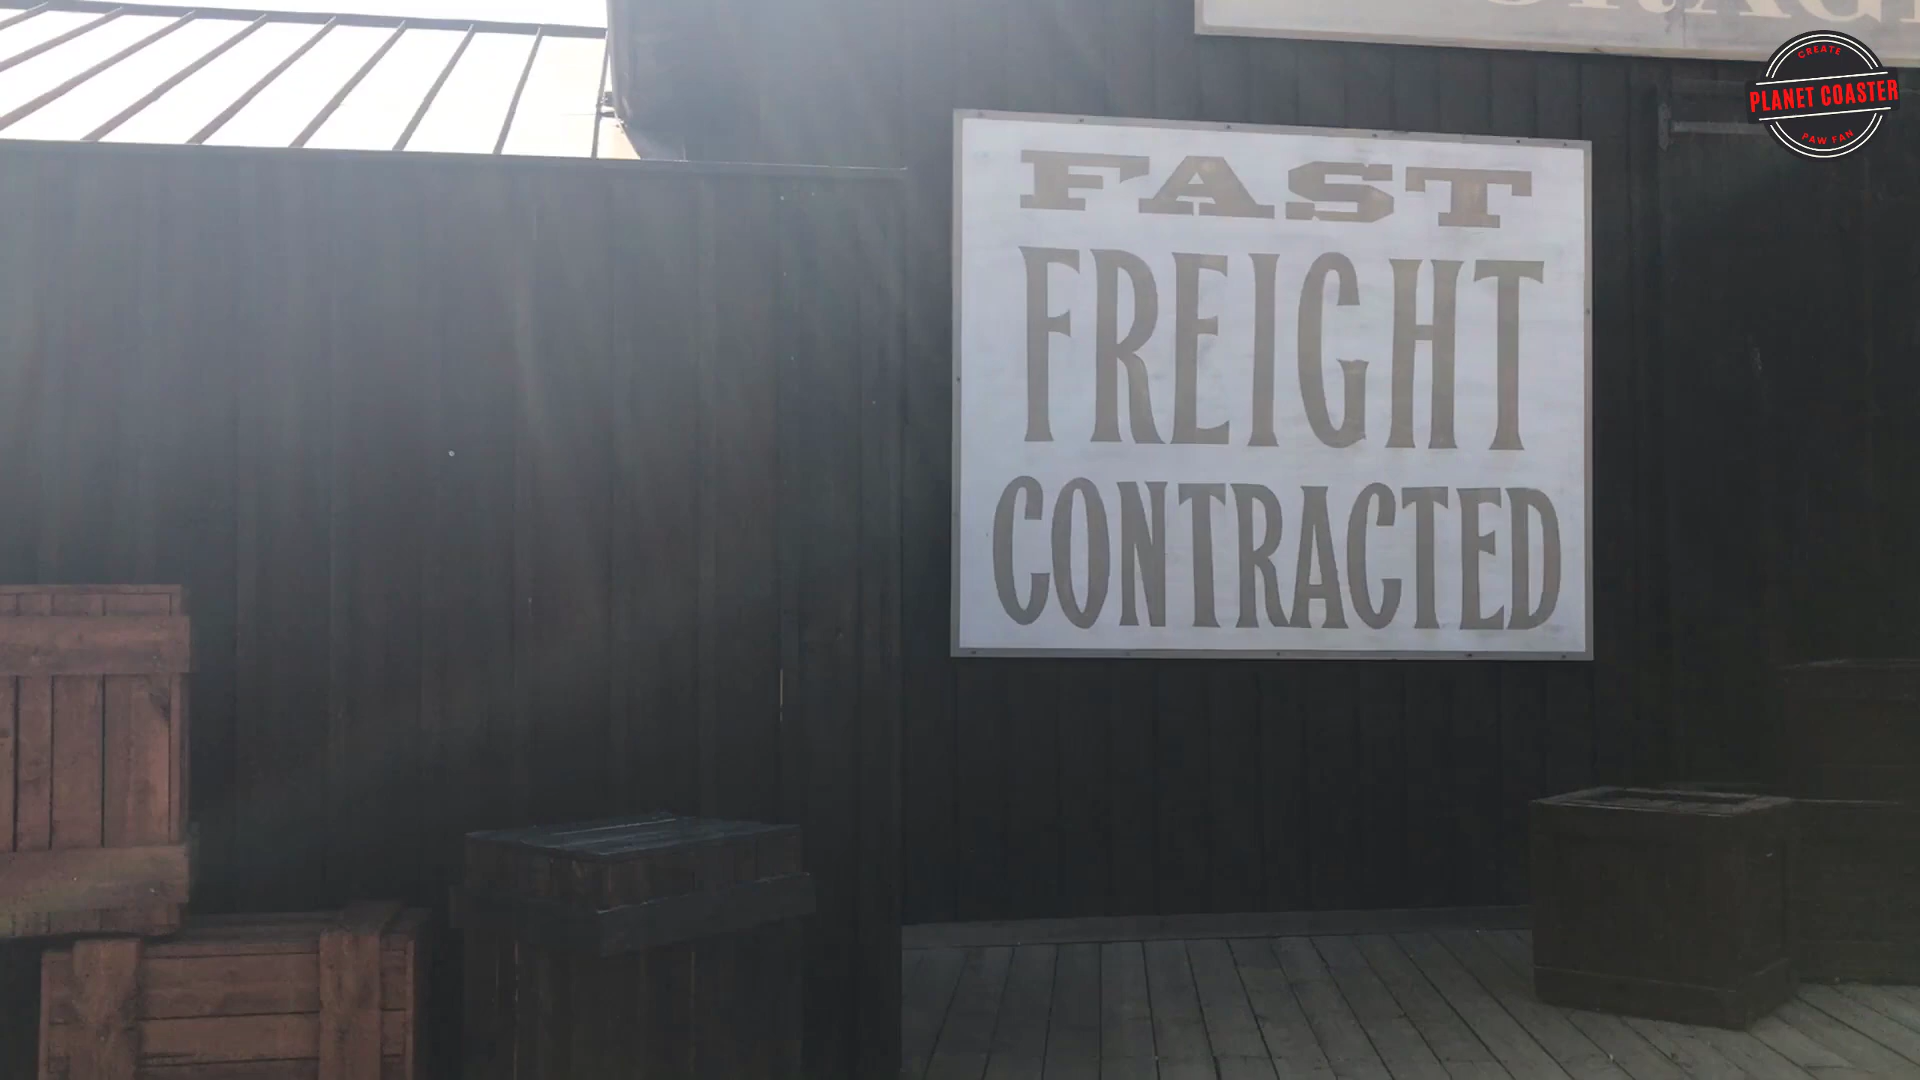 CREATE
PLANET COASTER
PAW FAN
FAST
FREIGHT
CONTRACTED